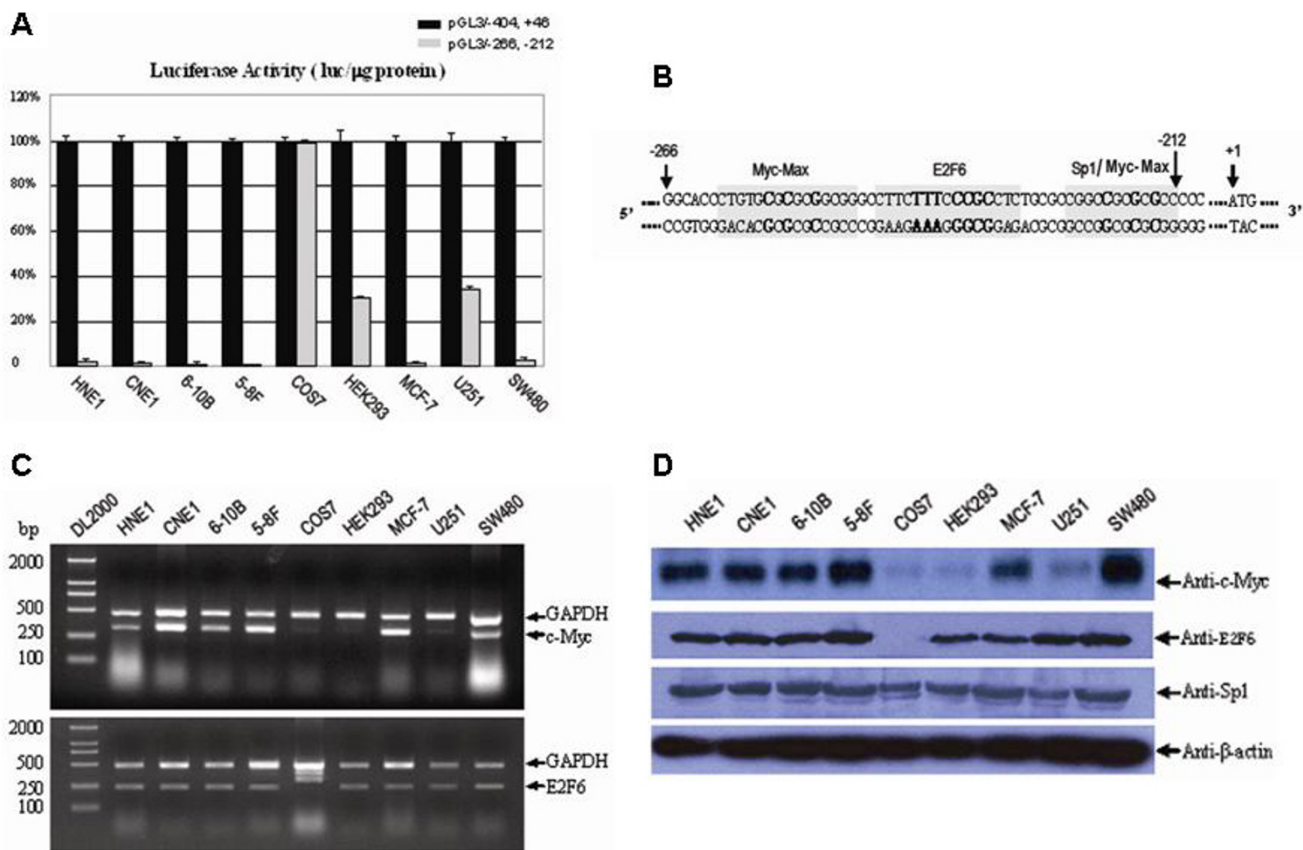 A
pGL3/-404, +46
pGL3/-266, -212
Luciferase Activity ( luc/μg protein )
120%
100%
80%
60%
40%
20%
0
HNE1 CNE1 6-10B 5-8F COS7 HEK293 MCF-7 U251 SW480
B
-266 -212 +1
Myc-Max E2F6 Sp1/ Myc-Max
5' 3'
ATG
TAC
C
bp DL2000 HNE1 CNE1 6-10B 5-8F COS7 HEK293 MCF-7 U251 SW480
2000
500
250
100
GAPDH
c-Myc
2000
500
250
100
GAPDH
E2F6
D
HNE1 CNE1 6-10B 5-8F COS7 HEK293 MCF-7 U251 SW480
Anti-c-Myc
Anti-E2F6
Anti-Sp1
Anti-β-actin